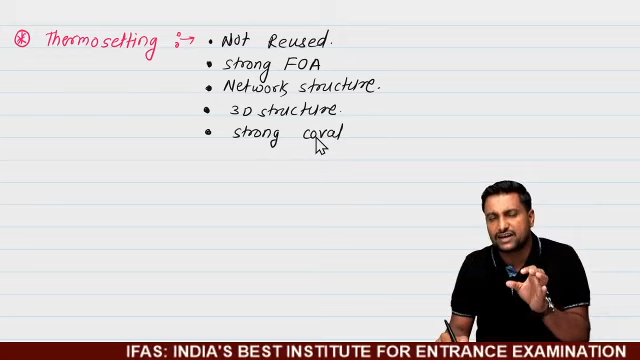 ⊛ Thermosetting :→ • Not Reused.
• strong FOA
• Network structure.
• 3D structure.
• strong coval
IFAS: INDIA'S BEST INSTITUTE FOR ENTRANCE EXAMINATION